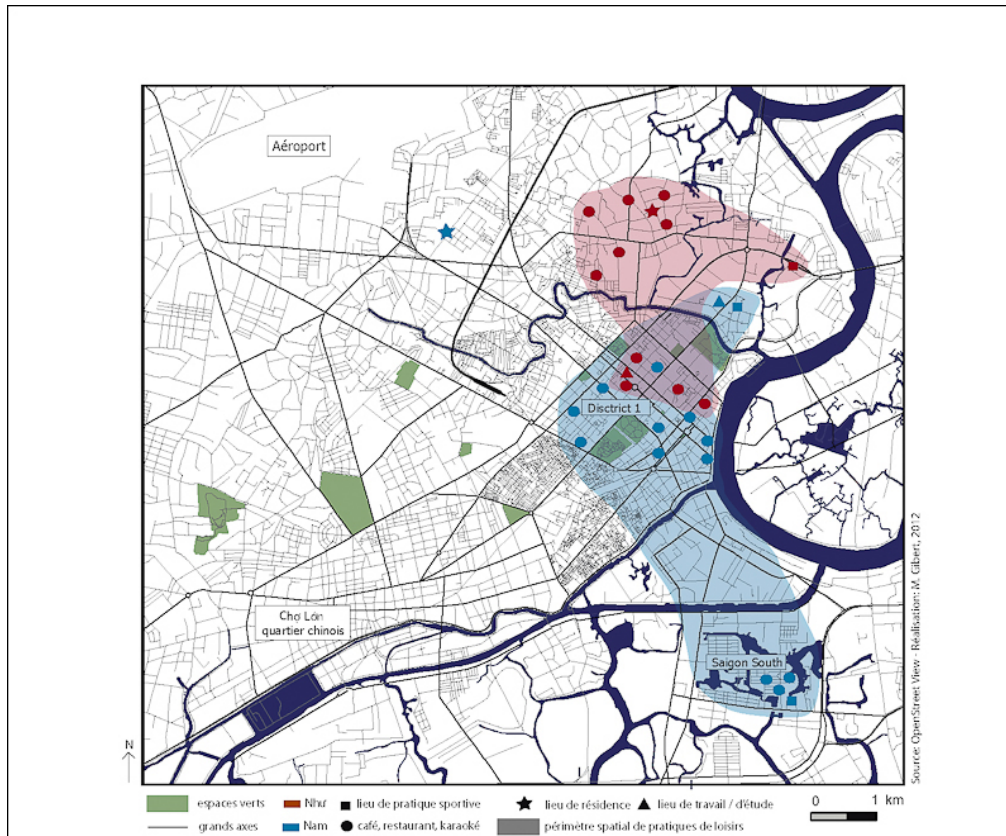 Aéroport
Disctrict 1
Chợ Lớn
quartier chinois
Saigon South
Source: OpenStreet View - Réalisation: M. Gibert, 2012
N
espaces verts
Như
lieu de pratique sportive
lieu de résidence
lieu de travail / d'étude
0 1 km
grands axes
Nam
café, restaurant, karaoké
périmètre spatial de pratiques de loisirs